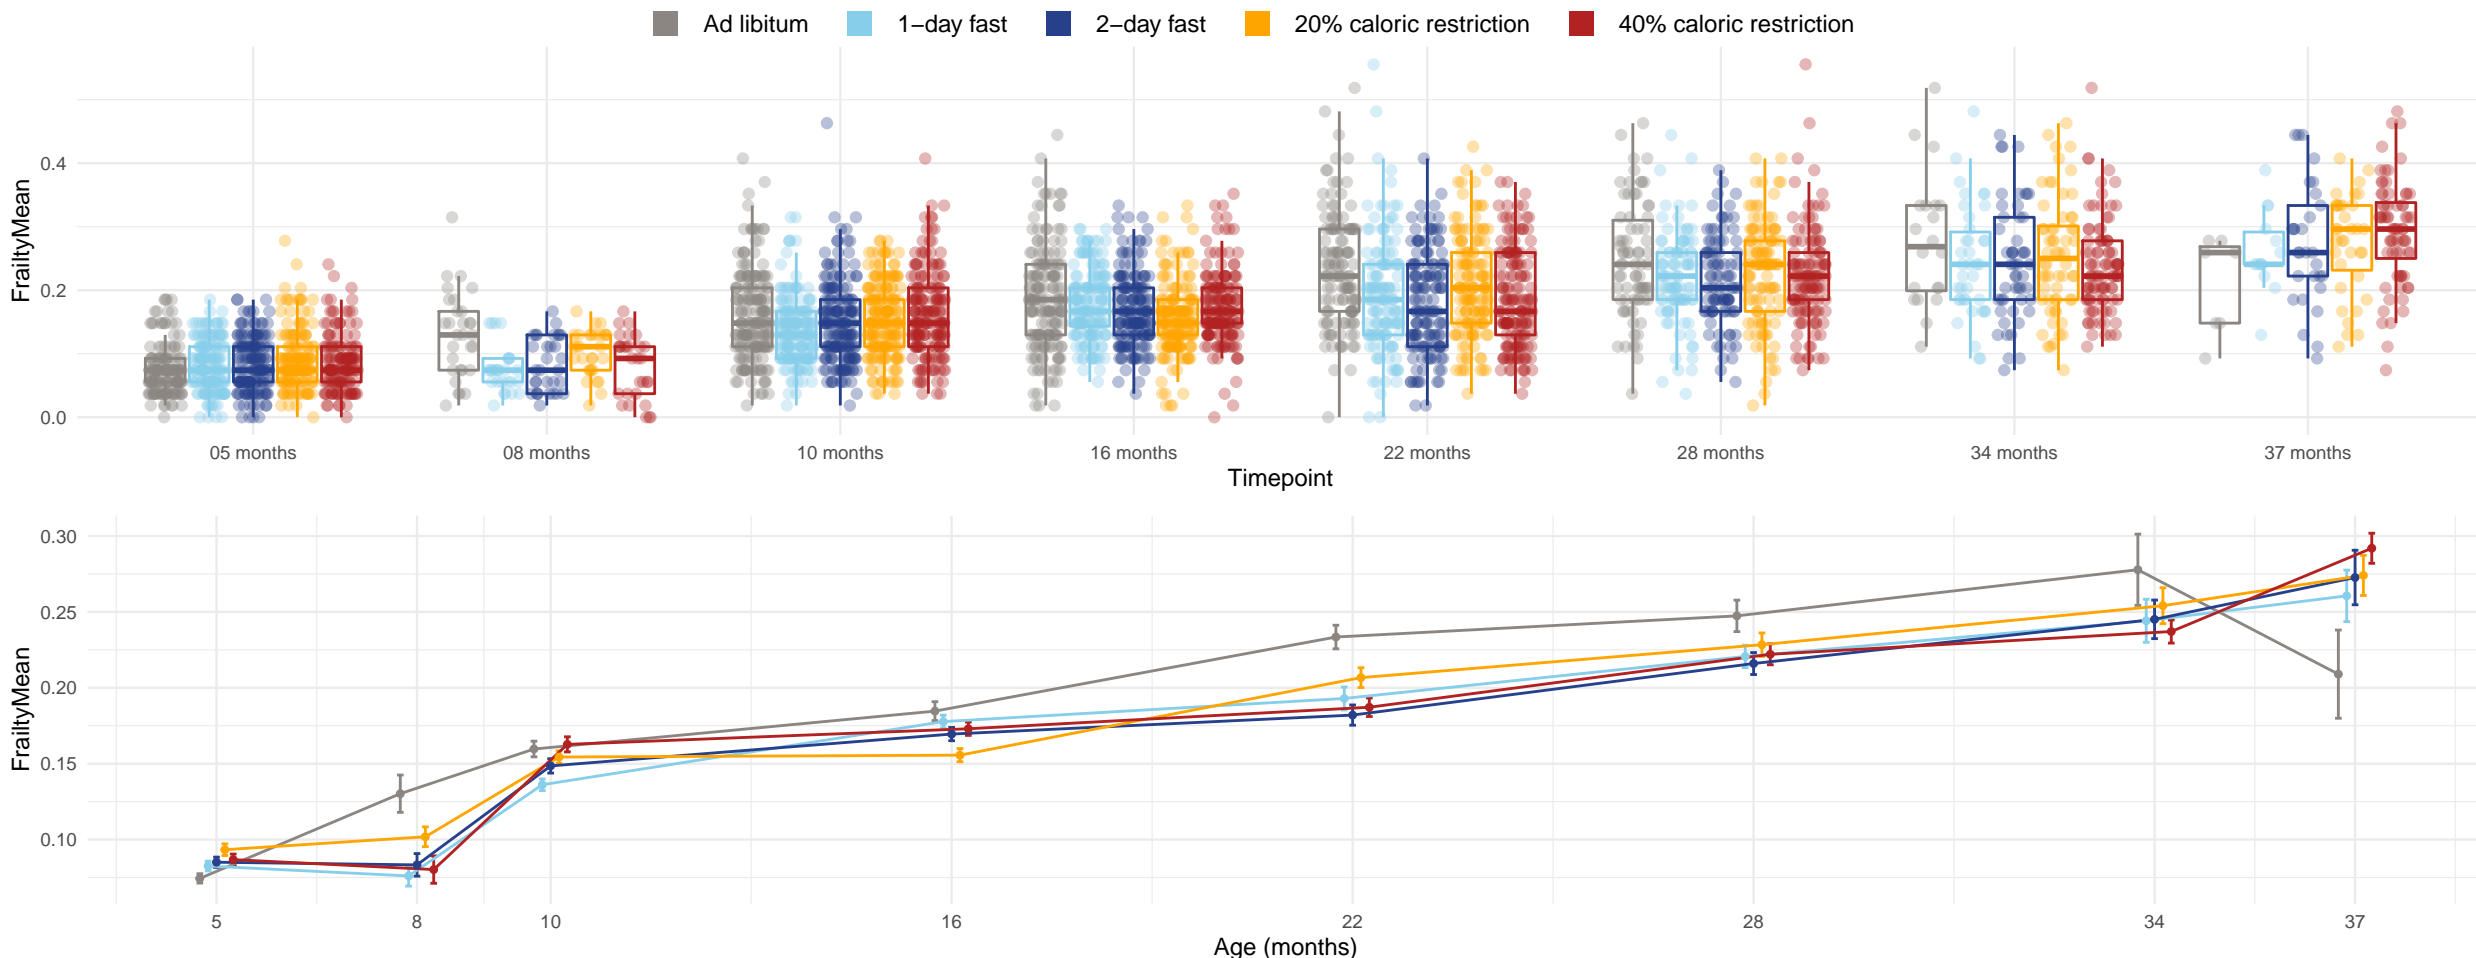 Ad libitum 1−day fast 2−day fast 20% caloric restriction 40% caloric restriction
FrailtyMean
0.4
0.2
0.0
05 months 08 months 10 months 16 months 22 months 28 months 34 months 37 months
Timepoint
FrailtyMean
0.30
0.25
0.20
0.15
0.10
5 8 10 16 22 28 34 37
Age (months)